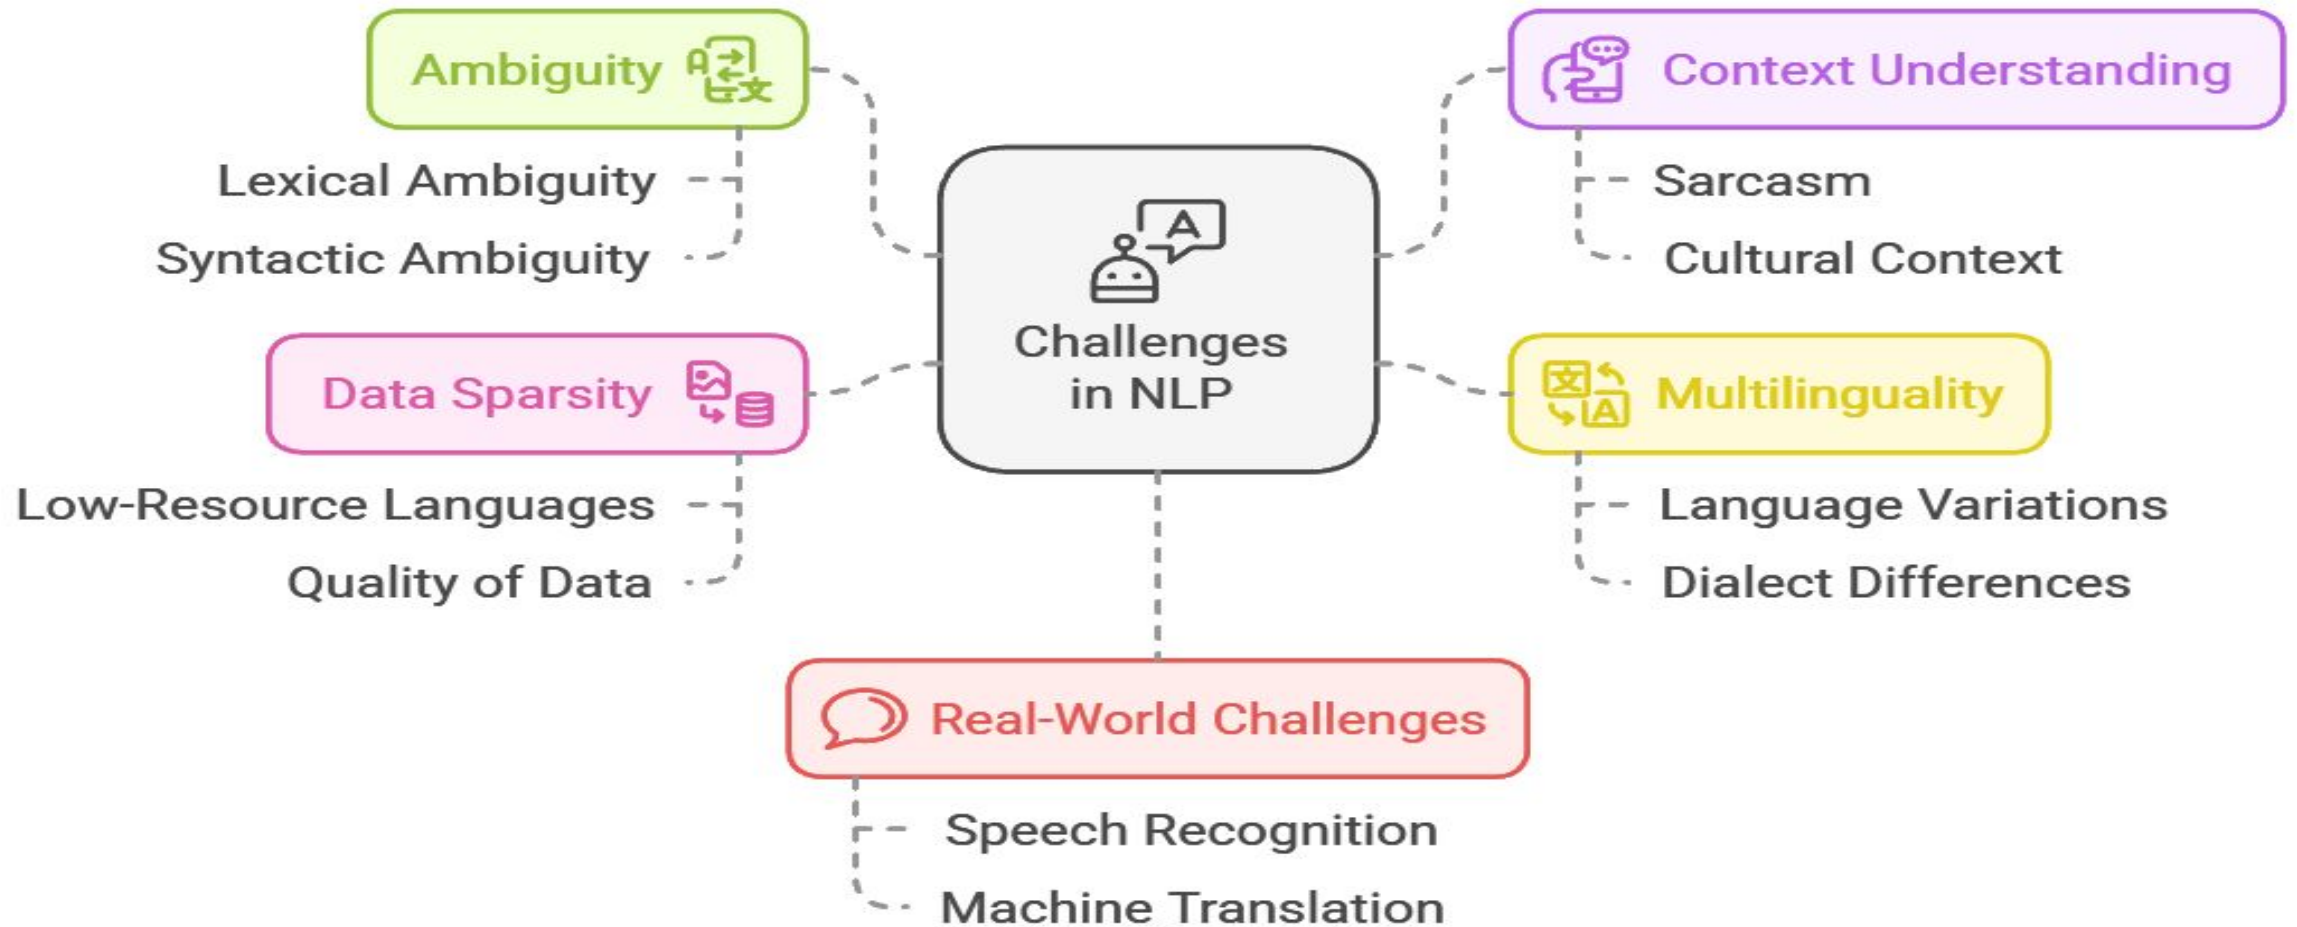 Ambiguity
Lexical Ambiguity
Syntactic Ambiguity
Data Sparsity
Low-Resource Languages
Quality of Data
A
Challenges
in NLP
Context Understanding
Sarcasm
Cultural Context
文
A
Multilinguality
Language Variations
Dialect Differences
Real-World Challenges
Speech Recognition
Machine Translation